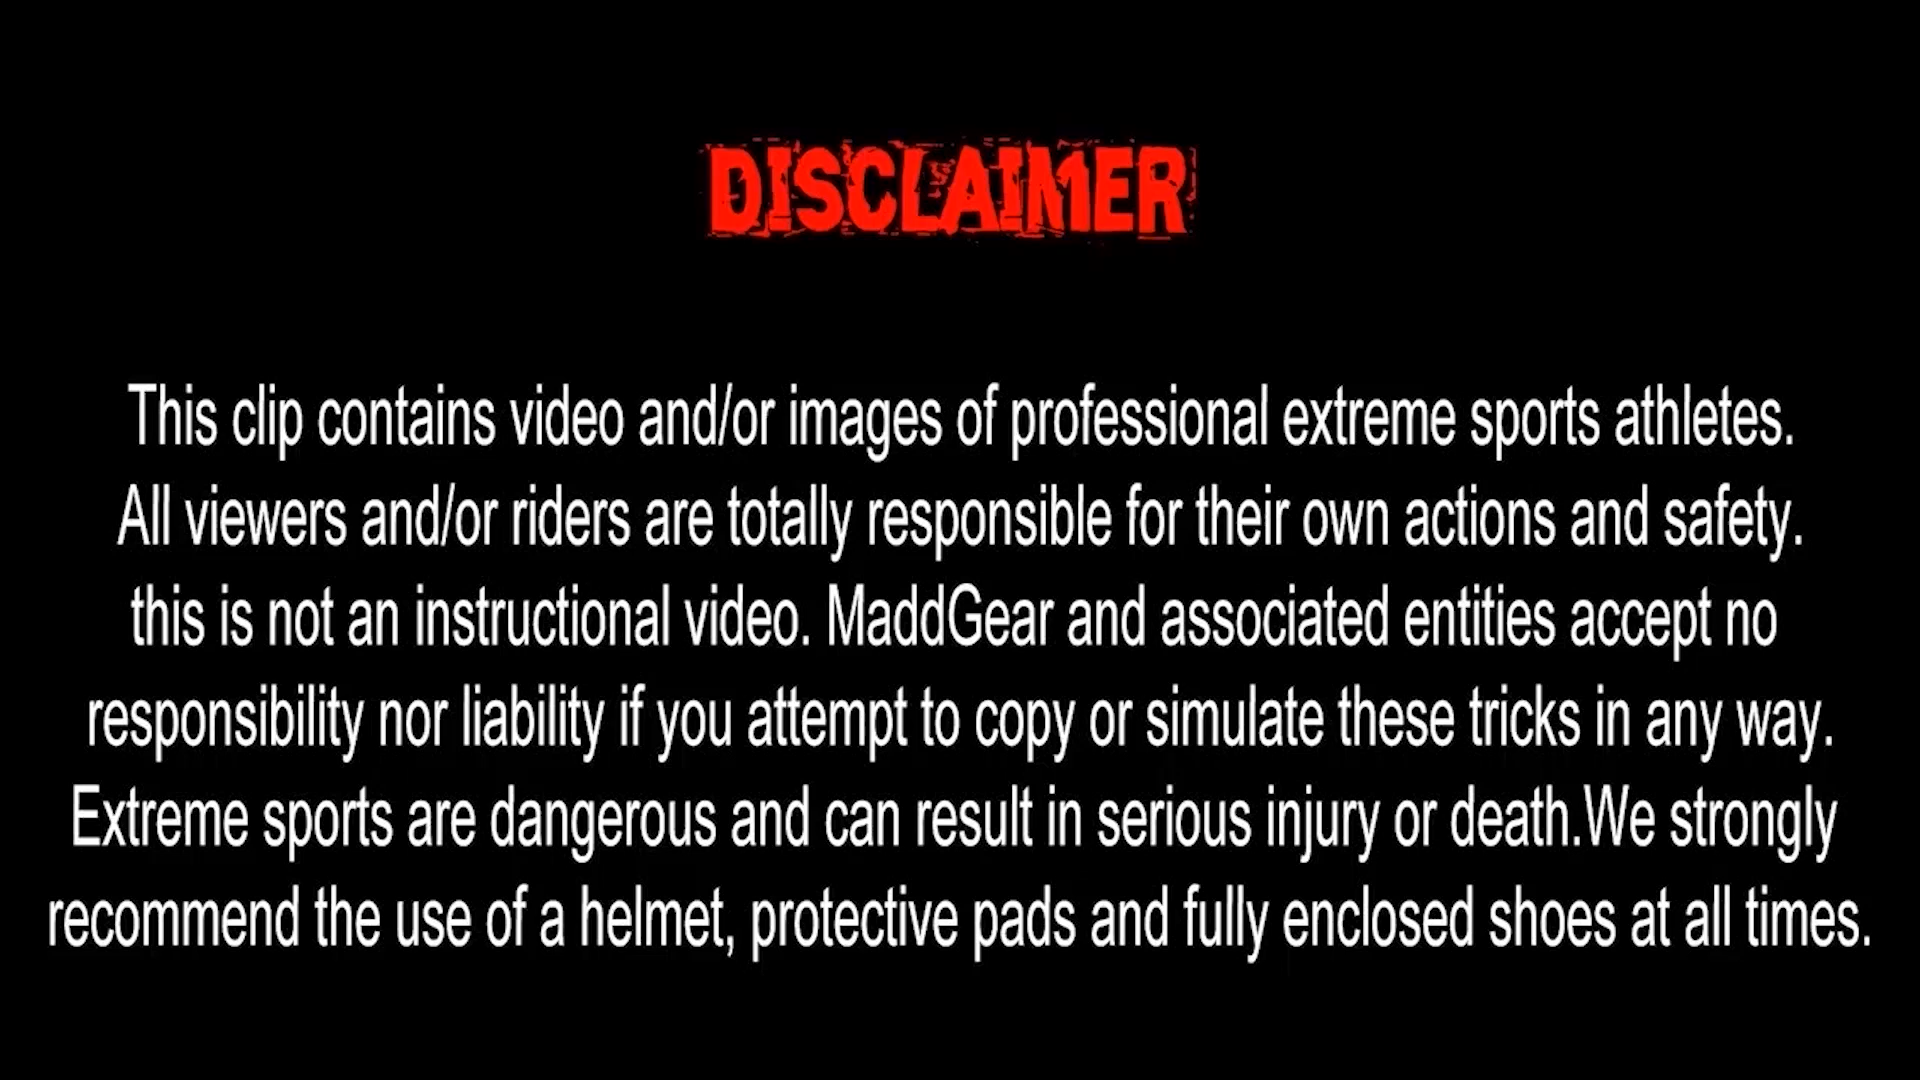 DISCLAIMER
This clip contains video and/or images of professional extreme sports athletes.
All viewers and/or riders are totally responsible for their own actions and safety.
this is not an instructional video. MaddGear and associated entities accept no
responsibility nor liability if you attempt to copy or simulate these tricks in any way.
Extreme sports are dangerous and can result in serious injury or death.We strongly
recommend the use of a helmet, protective pads and fully enclosed shoes at all times.